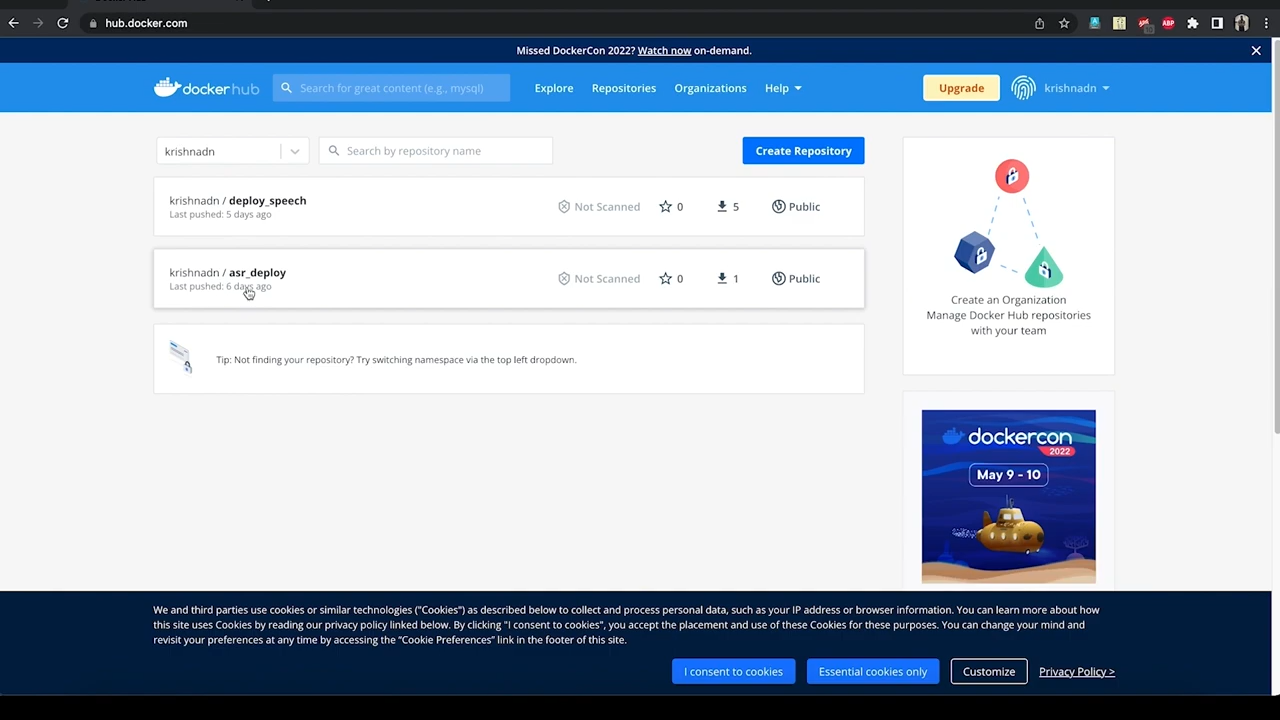 hub.docker.com
Missed DockerCon 2022? Watch now on-demand.
docker hub
Search for great content (e.g., mysql)
Explore
Repositories
Organizations
Help
Upgrade
krishnadn
krishnadn
Search by repository name
Create Repository
krishnadn / deploy_speech
Last pushed: 5 days ago
Not Scanned
0
5
Public
krishnadn / asr_deploy
Last pushed: 6 days ago
Not Scanned
0
1
Public
Tip: Not finding your repository? Try switching namespace via the top left dropdown.
Create an Organization
Manage Docker Hub repositories
with your team
dockercon
2022
May 9 - 10
We and third parties use cookies or similar technologies ("Cookies") as described below to collect and process personal data, such as your IP address or browser information. You can learn more about how
this site uses Cookies by reading our privacy policy linked below. By clicking "I consent to cookies", you accept the placement and use of these Cookies for these purposes. You can change your mind and
revisit your preferences at any time by accessing the “Cookie Preferences” link in the footer of this site.
I consent to cookies
Essential cookies only
Customize
Privacy Policy >